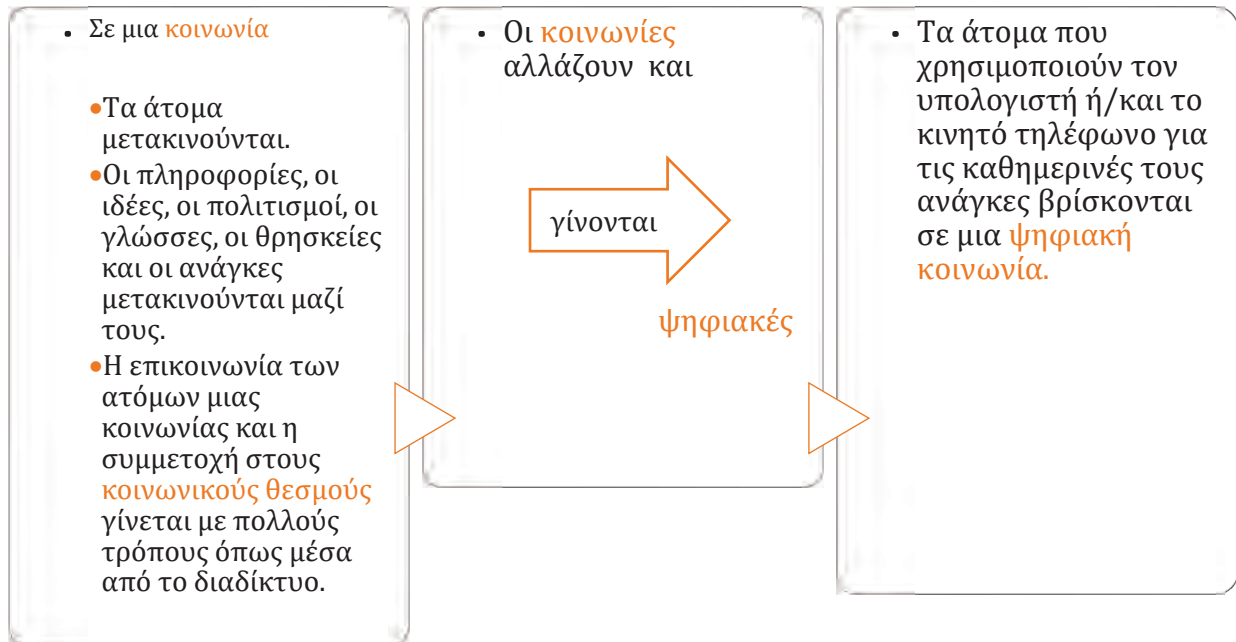 • Σε μια κοινωνία
•Τα άτομα
μετακινούνται.
•Οι πληροφορίες, οι
ιδέες, οι πολιτισμοί, οι
γλώσσες, οι θρησκείες
και οι ανάγκες
μετακινούνται μαζί
τους.
•Η επικοινωνία των
ατόμων μιας
κοινωνίας και η
συμμετοχή στους
κοινωνικούς θεσμούς
γίνεται με πολλούς
τρόπους όπως μέσα
από το διαδίκτυο.
• Οι κοινωνίες
αλλάζουν και
γίνονται
ψηφιακές
• Τα άτομα που
χρησιμοποιούν τον
υπολογιστή ή/και το
κινητό τηλέφωνο για
τις καθημερινές τους
ανάγκες βρίσκονται
σε μια ψηφιακή
κοινωνία.